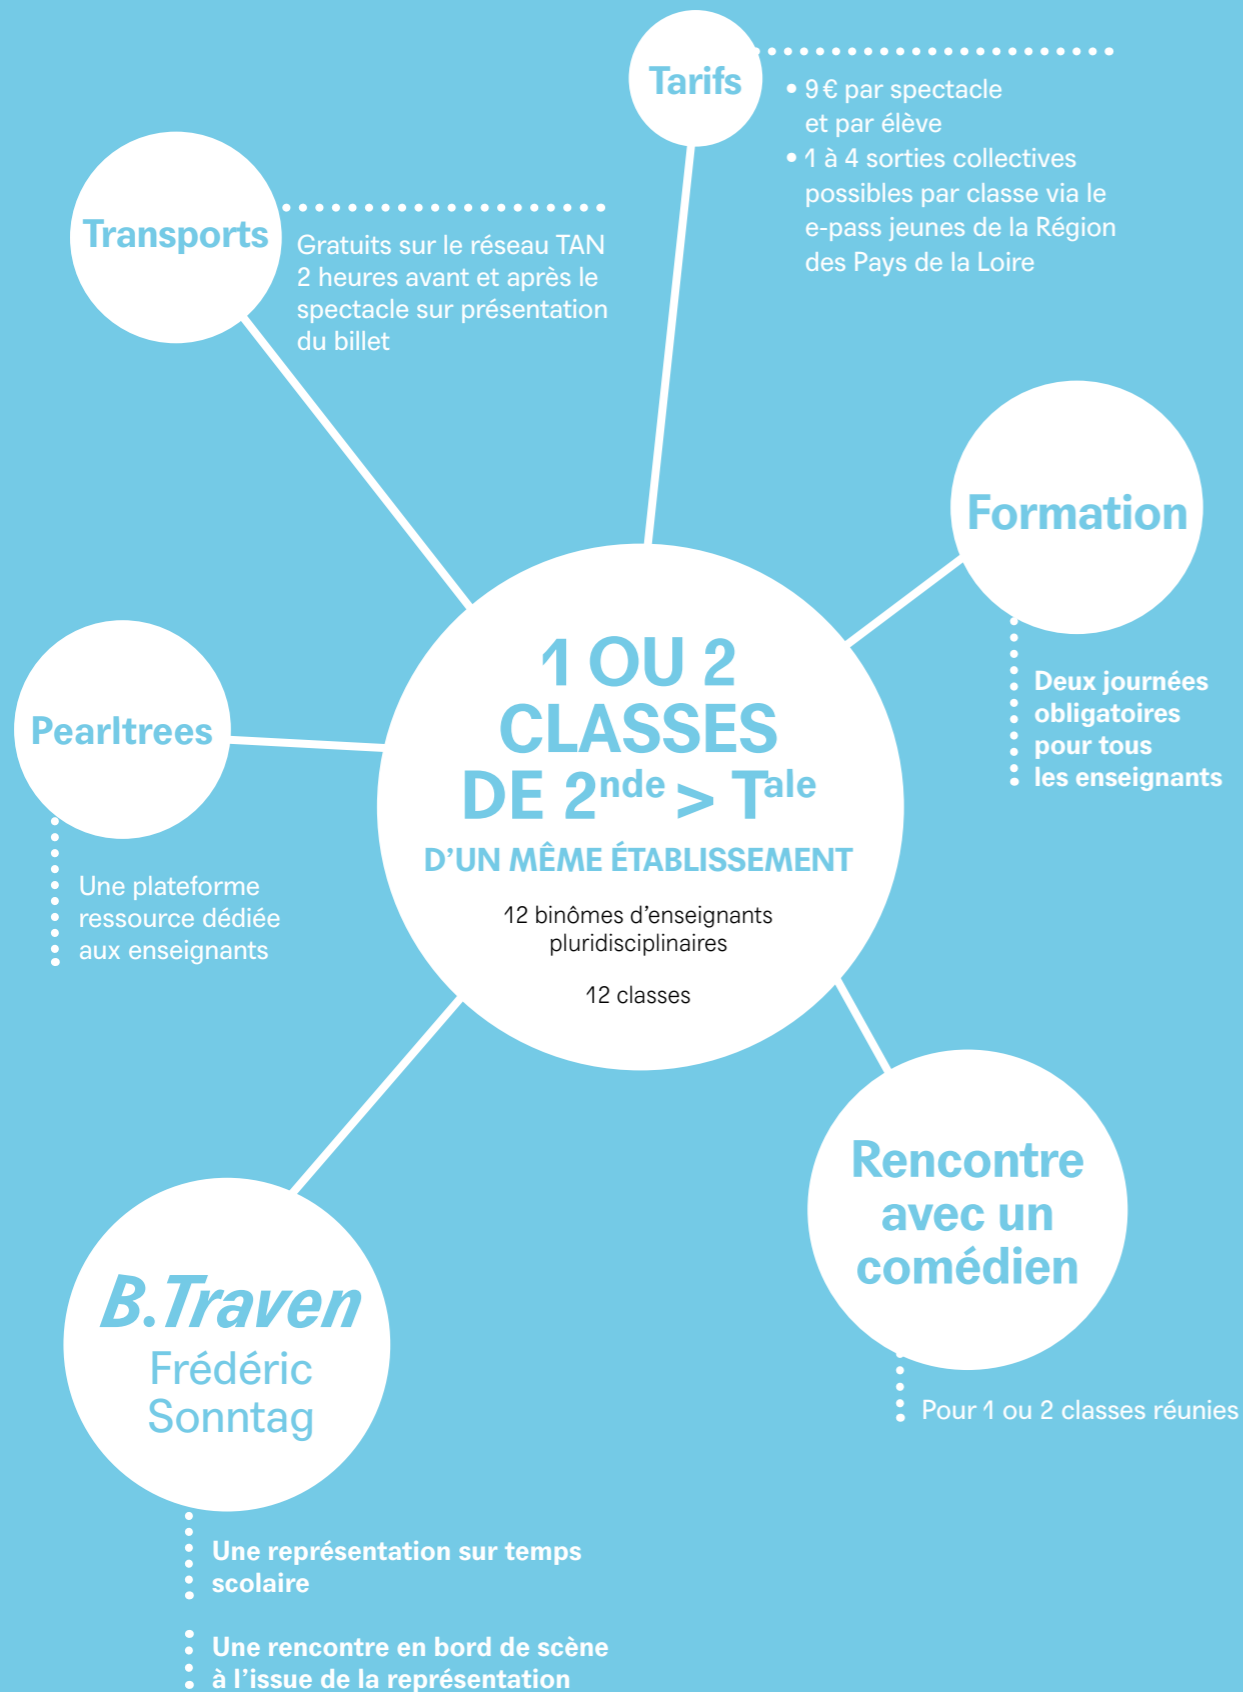 Tarifs
• 9 € par spectacle
et par élève
• 1 à 4 sorties collectives
possibles par classe via le
e-pass jeunes de la Région
des Pays de la Loire
Transports
Gratuits sur le réseau TAN
2 heures avant et après le
spectacle sur présentation
du billet
Formation
Deux journées
obligatoires
pour tous
les enseignants
1 OU 2
CLASSES
DE 2nde > Tale
D’UN MÊME ÉTABLISSEMENT
12 binômes d’enseignants
pluridisciplinaires
12 classes
Pearltrees
Une plateforme
ressource dédiée
aux enseignants
Rencontre
avec un
comédien
Pour 1 ou 2 classes réunies
B.Traven
Frédéric
Sonntag
Une représentation sur temps
scolaire
Une rencontre en bord de scène
à l’issue de la représentation